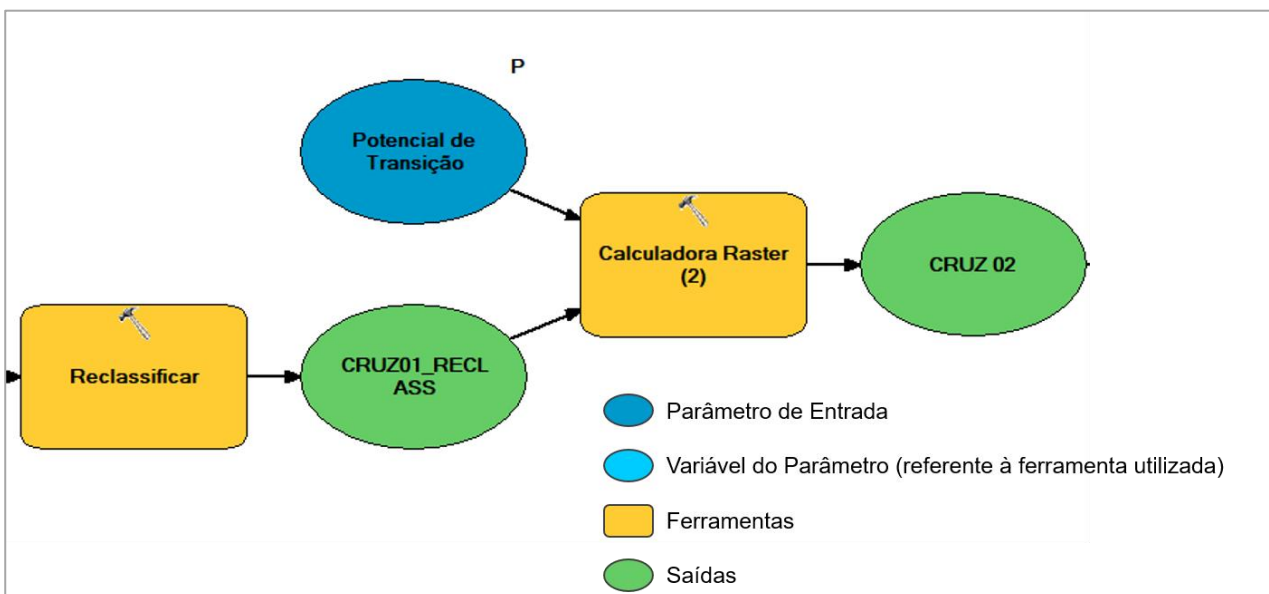 P
Potencial de
Transição
Calculadora Raster
(2)
CRUZ 02
Reclassificar
CRUZ01_RECL
ASS
Parâmetro de Entrada
Variável do Parâmetro (referente à ferramenta utilizada)
Ferramentas
Saídas